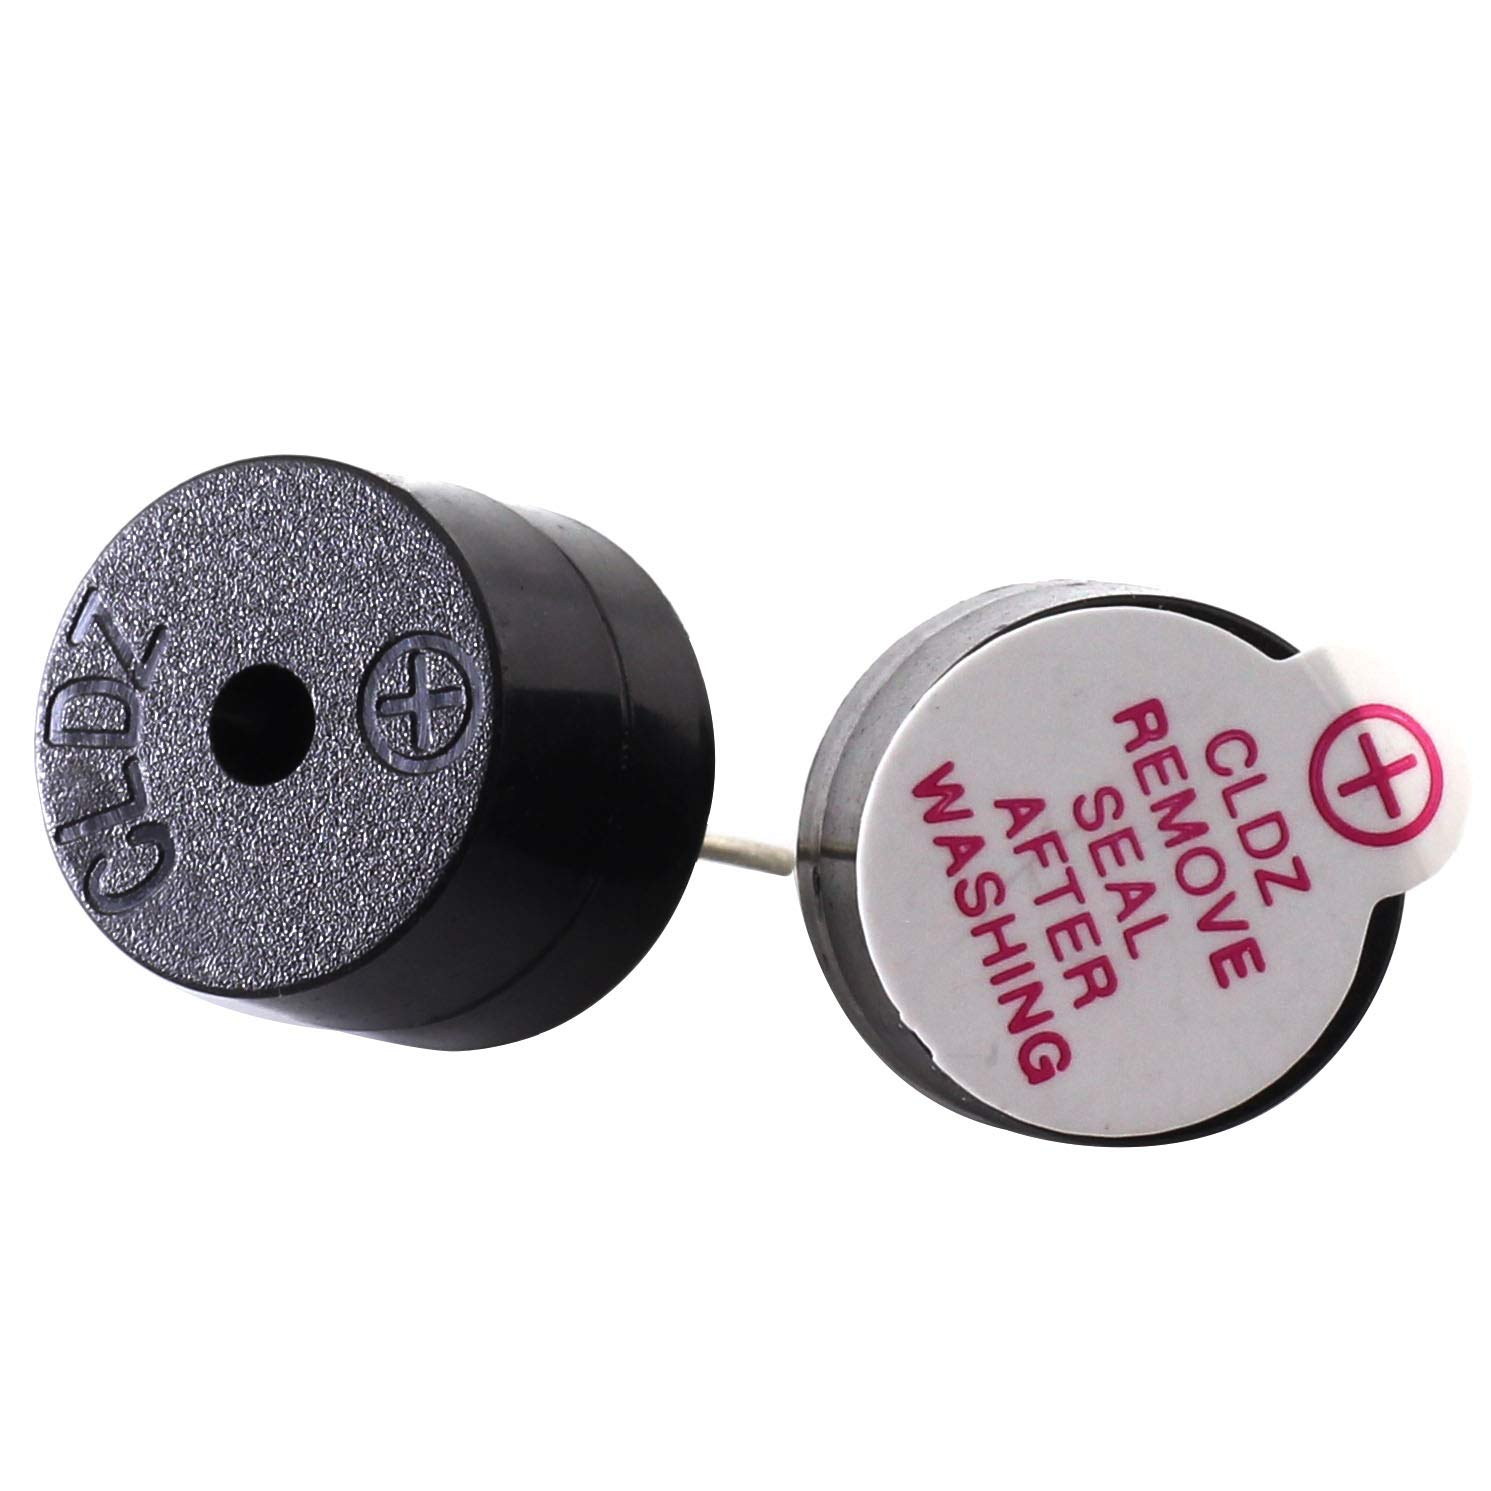 CLDZ
+
+
CLDZ
REMOVE
SEAL
AFTER
WASHING